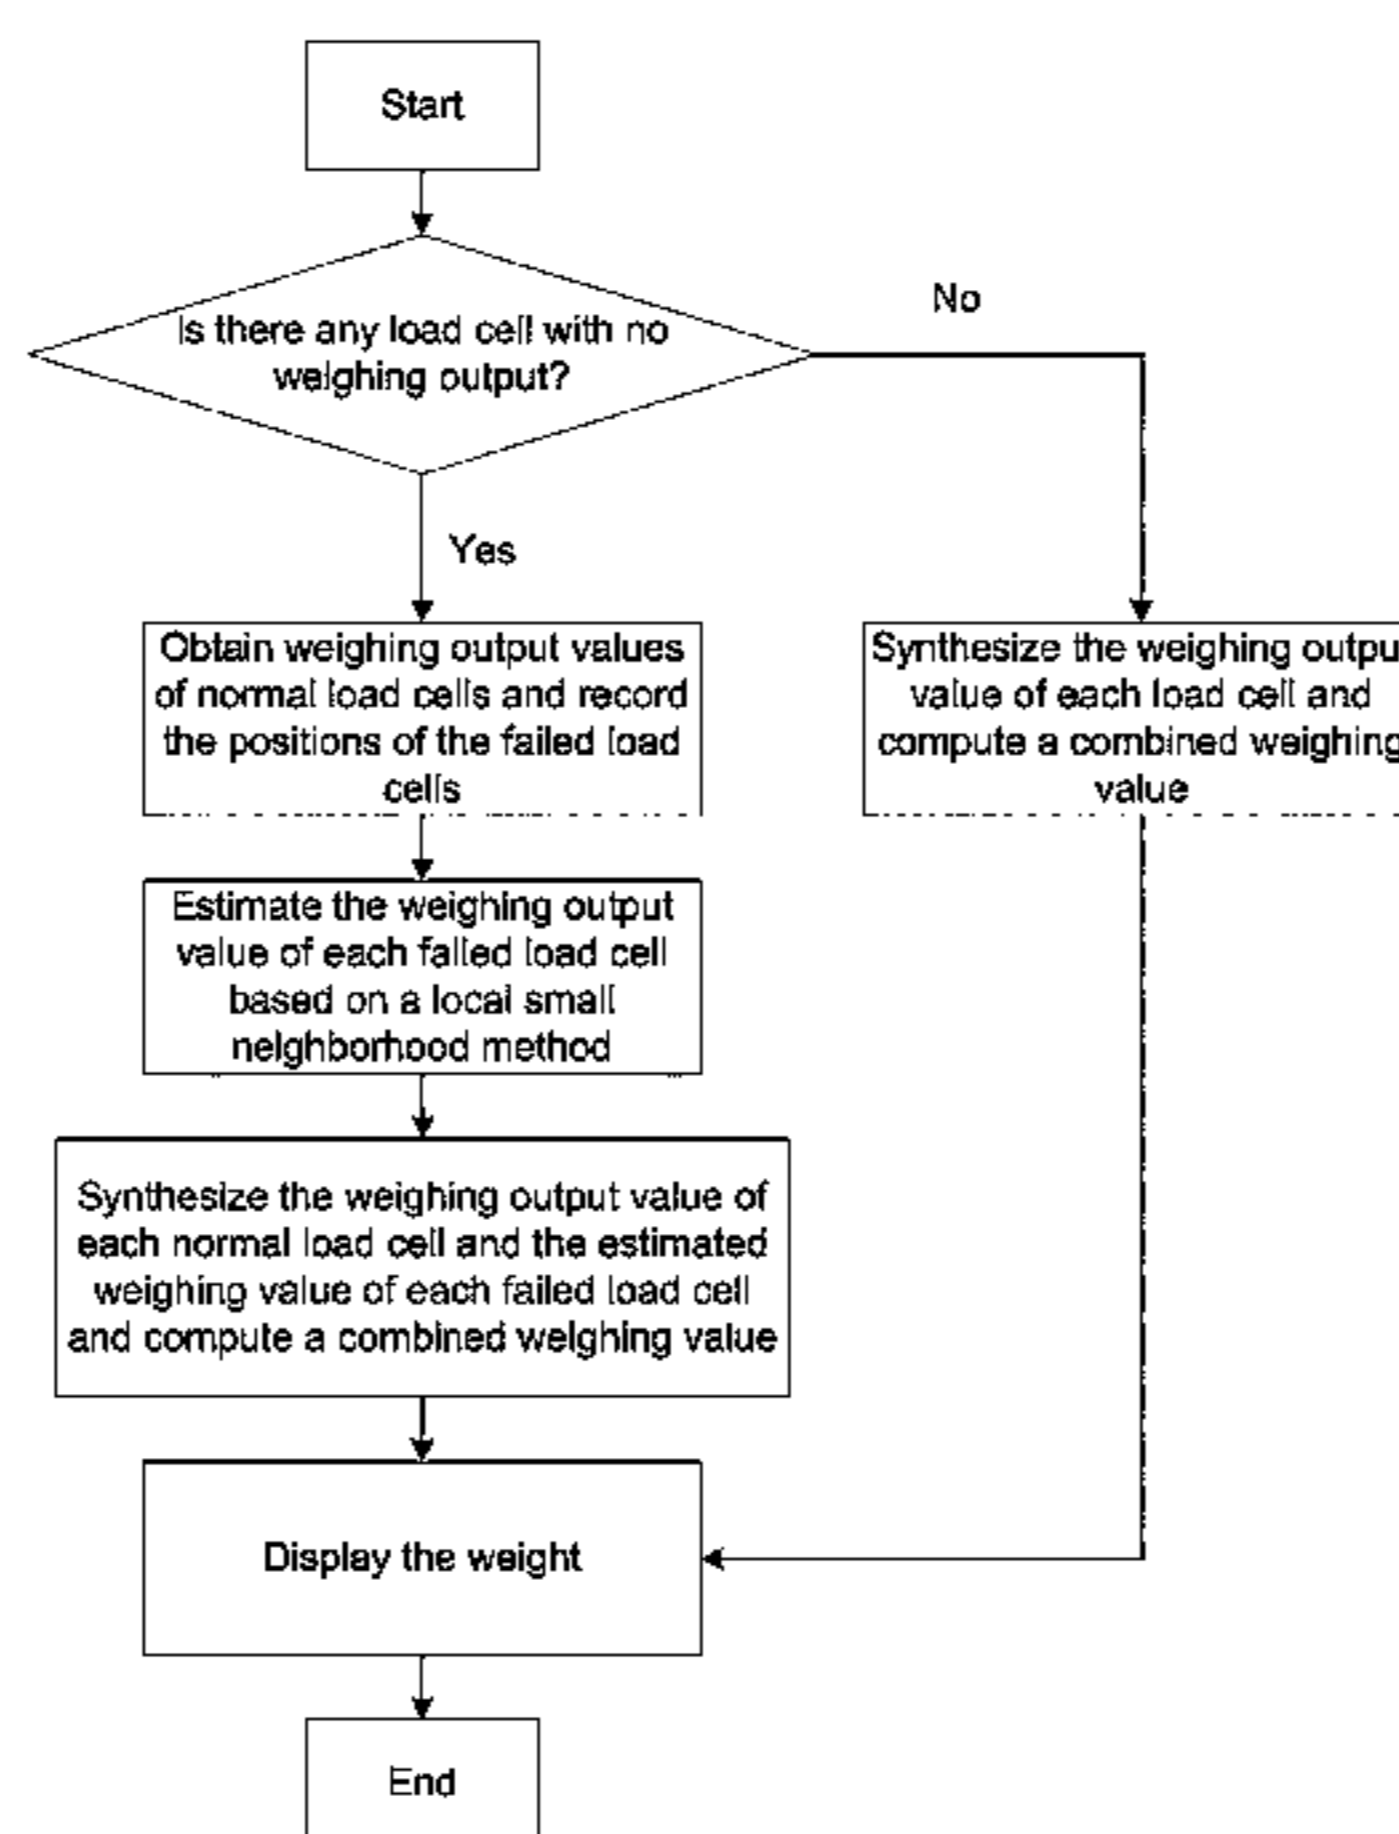 Start
Is there any load cell with no
weighing output?
No
Yes
Obtain weighing output values
of normal load cells and record
the positions of the failed load
cells
Synthesize the weighing outpu
value of each load cell and
compute a combined weighing
value
Estimate the weighing output
value of each failed load cell
based on a local small
neighborhood method
Synthesize the weighing output value of
each normal load cell and the estimated
weighing value of each failed load cell
and compute a combined weighing value
Display the weight
End